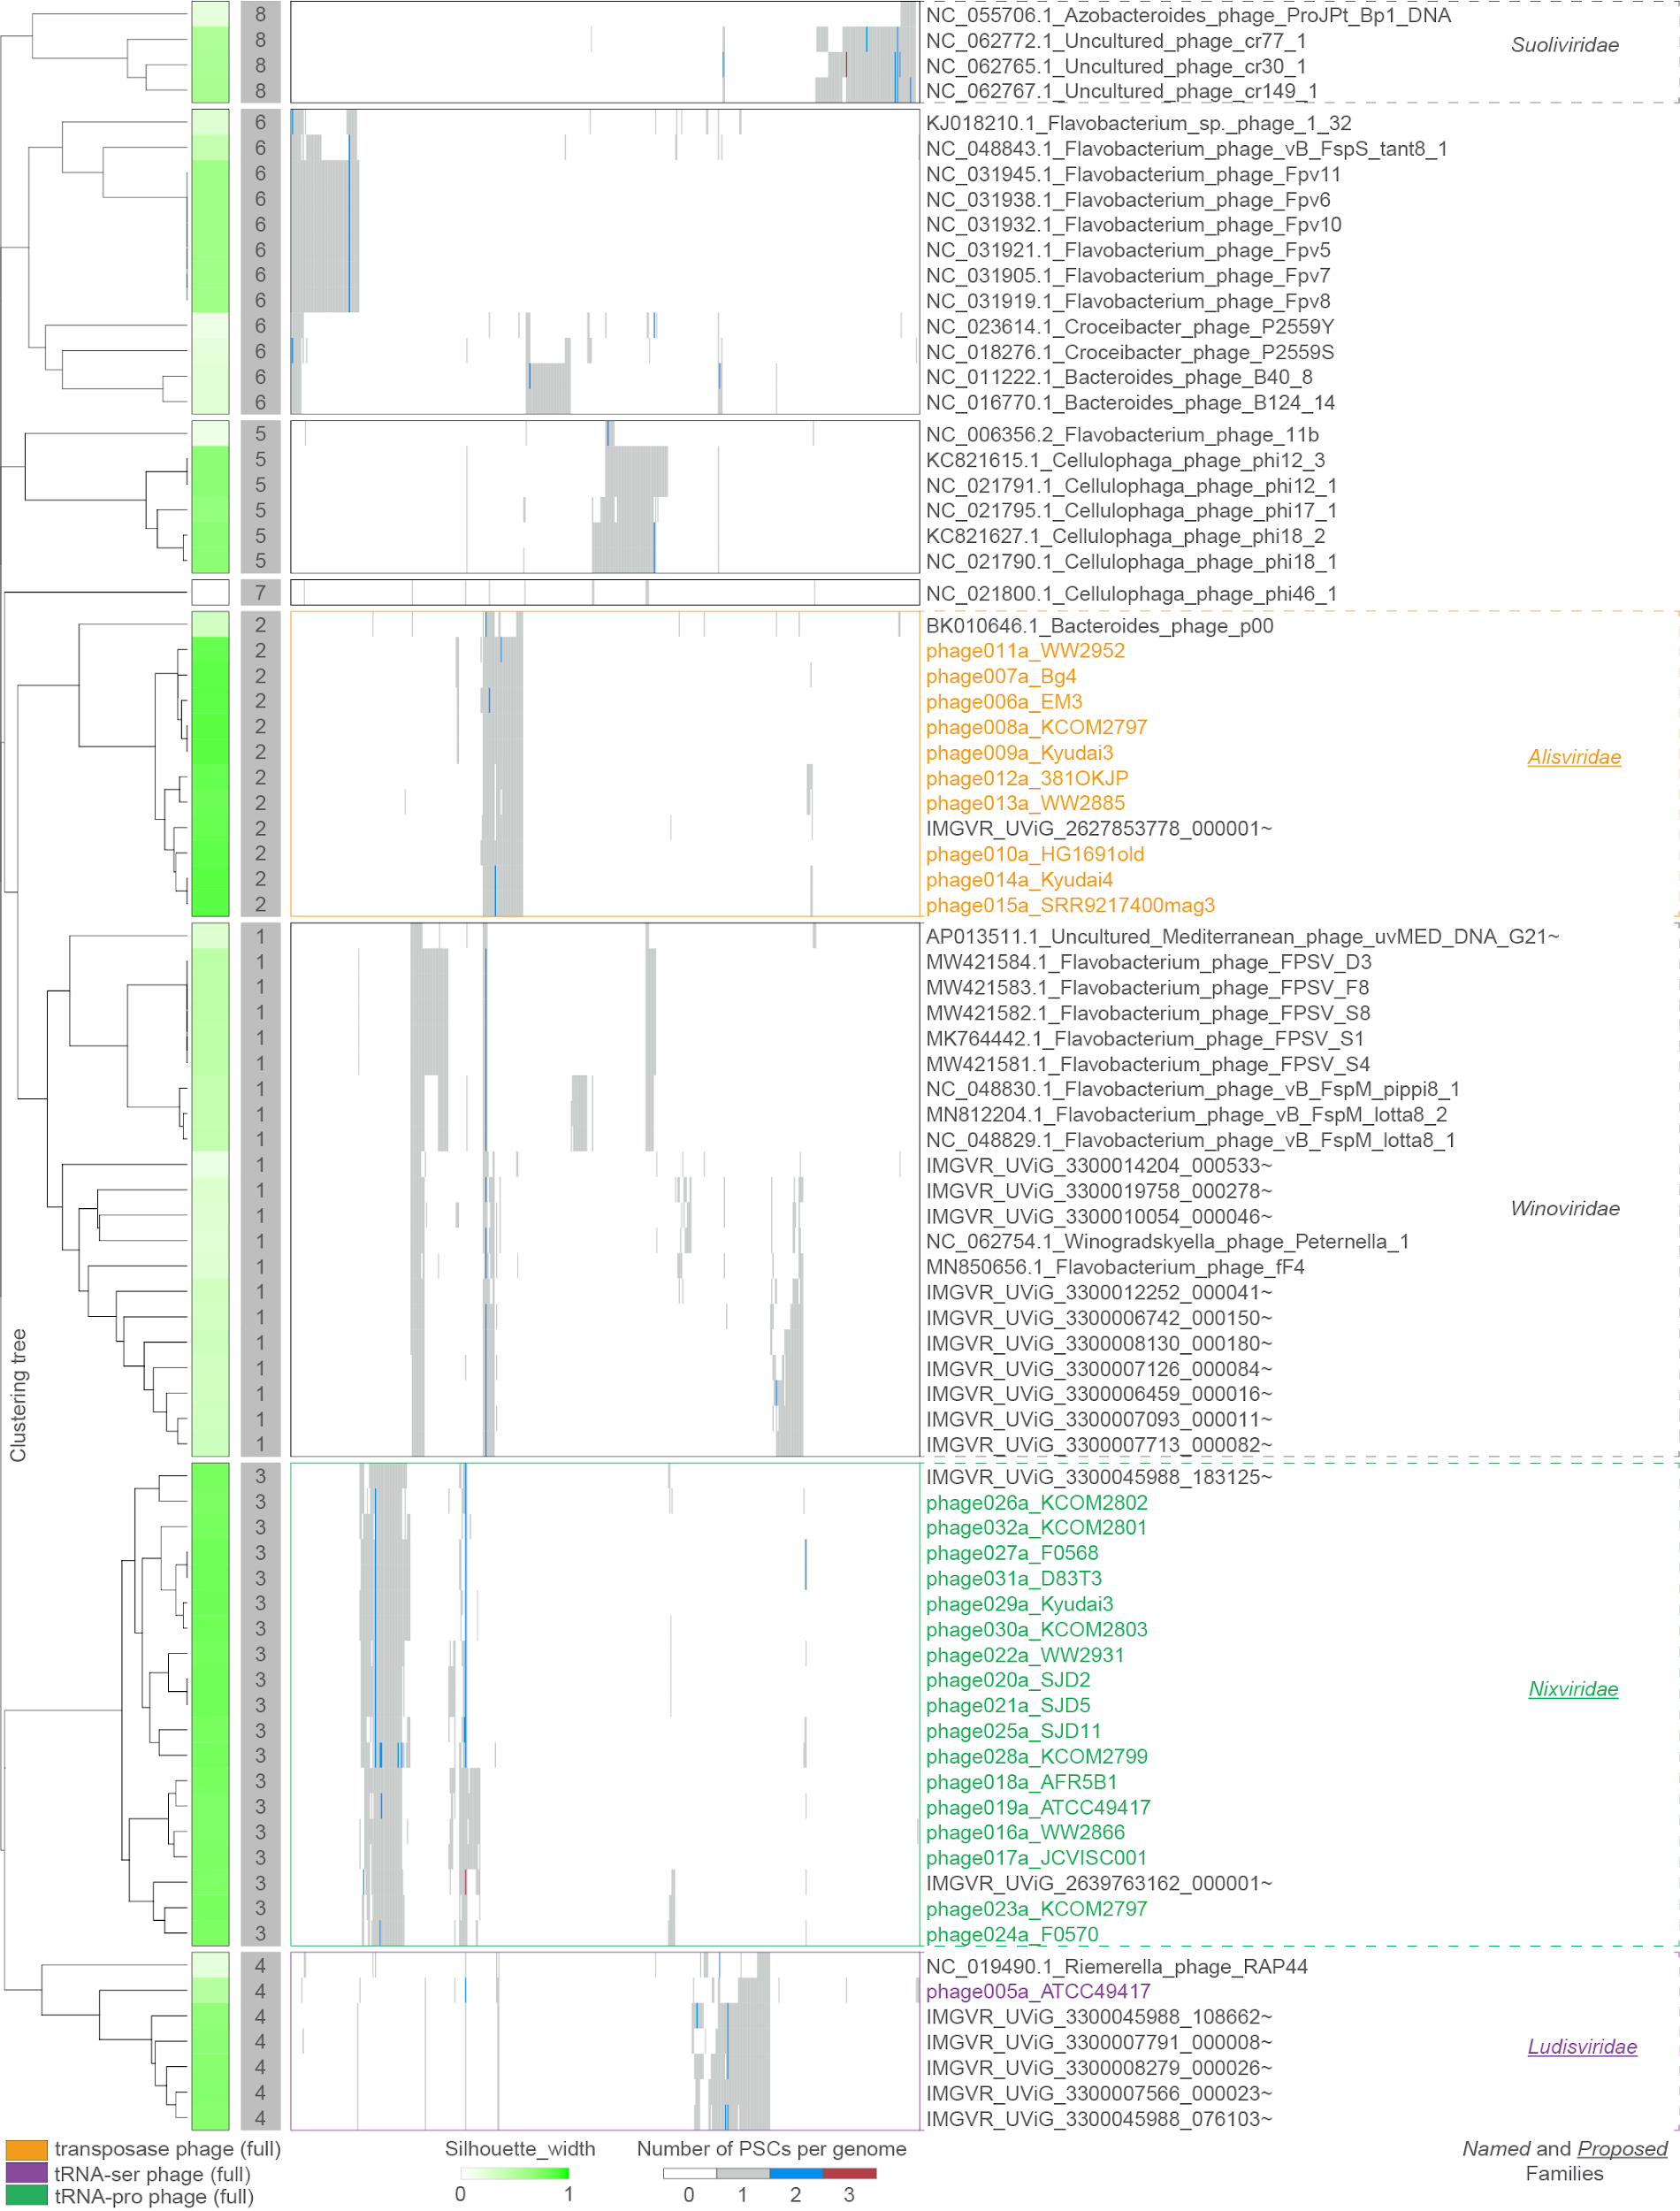 8 NC_055706.1_Azobacteroides_phage_ProJPt_Bp1_DNA
8 NC_062772.1_Uncultured_phage_cr77_1
Suoliviridae
8 NC_062765.1_Uncultured_phage_cr30_1
8 NC_062767.1_Uncultured_phage_cr149_1
6 KJ018210.1_Flavobacterium_sp._phage_1_32
6 NC_048843.1_Flavobacterium_phage_vB_FspS_tant8_1
6 NC_031945.1_Flavobacterium_phage_Fpv11
6 NC_031938.1_Flavobacterium_phage_Fpv6
6 NC_031932.1_Flavobacterium_phage_Fpv10
6 NC_031921.1_Flavobacterium_phage_Fpv5
6 NC_031905.1_Flavobacterium_phage_Fpv7
6 NC_031919.1_Flavobacterium_phage_Fpv8
6 NC_023614.1_Croceibacter_phage_P2559Y
6 NC_018276.1_Croceibacter_phage_P2559S
6 NC_011222.1_Bacteroides_phage_B40_8
6 NC_016770.1_Bacteroides_phage_B124_14
5 NC_006356.2_Flavobacterium_phage_11b
5 KC821615.1_Cellulophaga_phage_phi12_3
5 NC_021791.1_Cellulophaga_phage_phi12_1
5 NC_021795.1_Cellulophaga_phage_phi17_1
5 KC821627.1_Cellulophaga_phage_phi18_2
5 NC_021790.1_Cellulophaga_phage_phi18_1
7 NC_021800.1_Cellulophaga_phage_phi46_1
2 BK010646.1_Bacteroides_phage_p00
2 phage011a_WW2952
2 phage007a_Bg4
2 phage006a_EM3
2 phage008a_KCOM2797
2 phage009a_Kyudai3
Alisviridae
2 phage012a_381OKJP
2 phage013a_WW2885
2 IMGVR_UViG_2627853778_000001~
2 phage010a_HG1691old
2 phage014a_Kyudai4
2 phage015a_SRR9217400mag3
1 AP013511.1_Uncultured_Mediterranean_phage_uvMED_DNA_G21~
1 MW421584.1_Flavobacterium_phage_FPSV_D3
1 MW421583.1_Flavobacterium_phage_FPSV_F8
1 MW421582.1_Flavobacterium_phage_FPSV_S8
1 MK764442.1_Flavobacterium_phage_FPSV_S1
1 MW421581.1_Flavobacterium_phage_FPSV_S4
1 NC_048830.1_Flavobacterium_phage_vB_FspM_pippi8_1
1 MN812204.1_Flavobacterium_phage_vB_FspM_lotta8_2
1 NC_048829.1_Flavobacterium_phage_vB_FspM_lotta8_1
1 IMGVR_UViG_3300014204_000533~
1 IMGVR_UViG_3300019758_000278~
Winoviridae
1 IMGVR_UViG_3300010054_000046~
1 NC_062754.1_Winogradskyella_phage_Peternella_1
1 MN850656.1_Flavobacterium_phage_fF4
1 IMGVR_UViG_3300012252_000041~
1 IMGVR_UViG_3300006742_000150~
1 IMGVR_UViG_3300008130_000180~
1 IMGVR_UViG_3300007126_000084~
1 IMGVR_UViG_3300006459_000016~
1 IMGVR_UViG_3300007093_000011~
1 IMGVR_UViG_3300007713_000082~
Clustering tree
3 IMGVR_UViG_3300045988_183125~
3 phage026a_KCOM2802
3 phage032a_KCOM2801
3 phage027a_F0568
3 phage031a_D83T3
3 phage029a_Kyudai3
3 phage030a_KCOM2803
3 phage022a_WW2931
3 phage020a_SJD2
Nixviridae
3 phage021a_SJD5
3 phage025a_SJD11
3 phage028a_KCOM2799
3 phage018a_AFR5B1
3 phage019a_ATCC49417
3 phage016a_WW2866
3 phage017a_JCVISC001
3 IMGVR_UViG_2639763162_000001~
3 phage023a_KCOM2797
3 phage024a_F0570
4 NC_019490.1_Riemerella_phage_RAP44
4 phage005a_ATCC49417
4 IMGVR_UViG_3300045988_108662~
4 IMGVR_UViG_3300007791_000008~
Ludisviridae
4 IMGVR_UViG_3300008279_000026~
4 IMGVR_UViG_3300007566_000023~
4 IMGVR_UViG_3300045988_076103~
transposase phage (full)
tRNA-ser phage (full)
tRNA-pro phage (full)
Silhouette_width
0 1
Number of PSCs per genome
0 1 2 3
Named and Proposed
Families